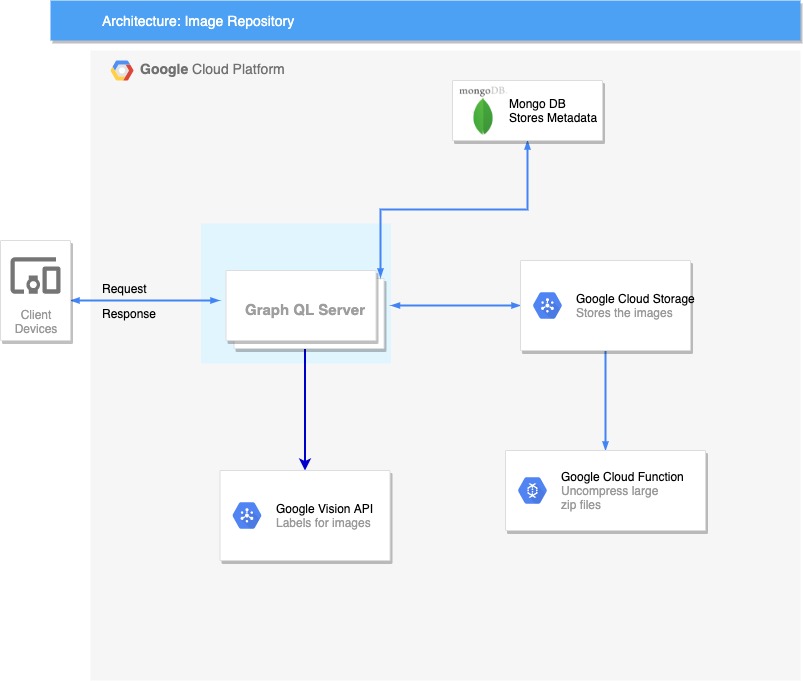 Architecture: Image Repository
Google Cloud Platform
mongoDB.
Mongo DB
Stores Metadata
Request
Response
Client
Devices
Graph QL Server
Google Cloud Storage
Stores the images
Google Vision API
Labels for images
Google Cloud Function
Uncompress large
zip files